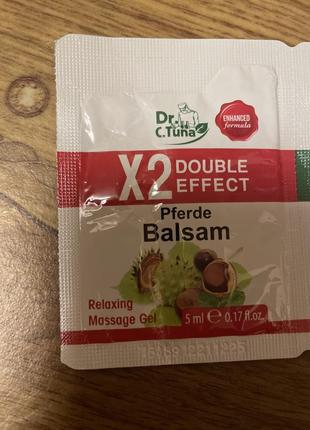 Dr.
C.Tuna
ENHANCED
formula
X2 DOUBLE
EFFECT
Pferde
Balsam
Relaxing
Massage Gel
5 ml ℮ 0.17 fl.oz.